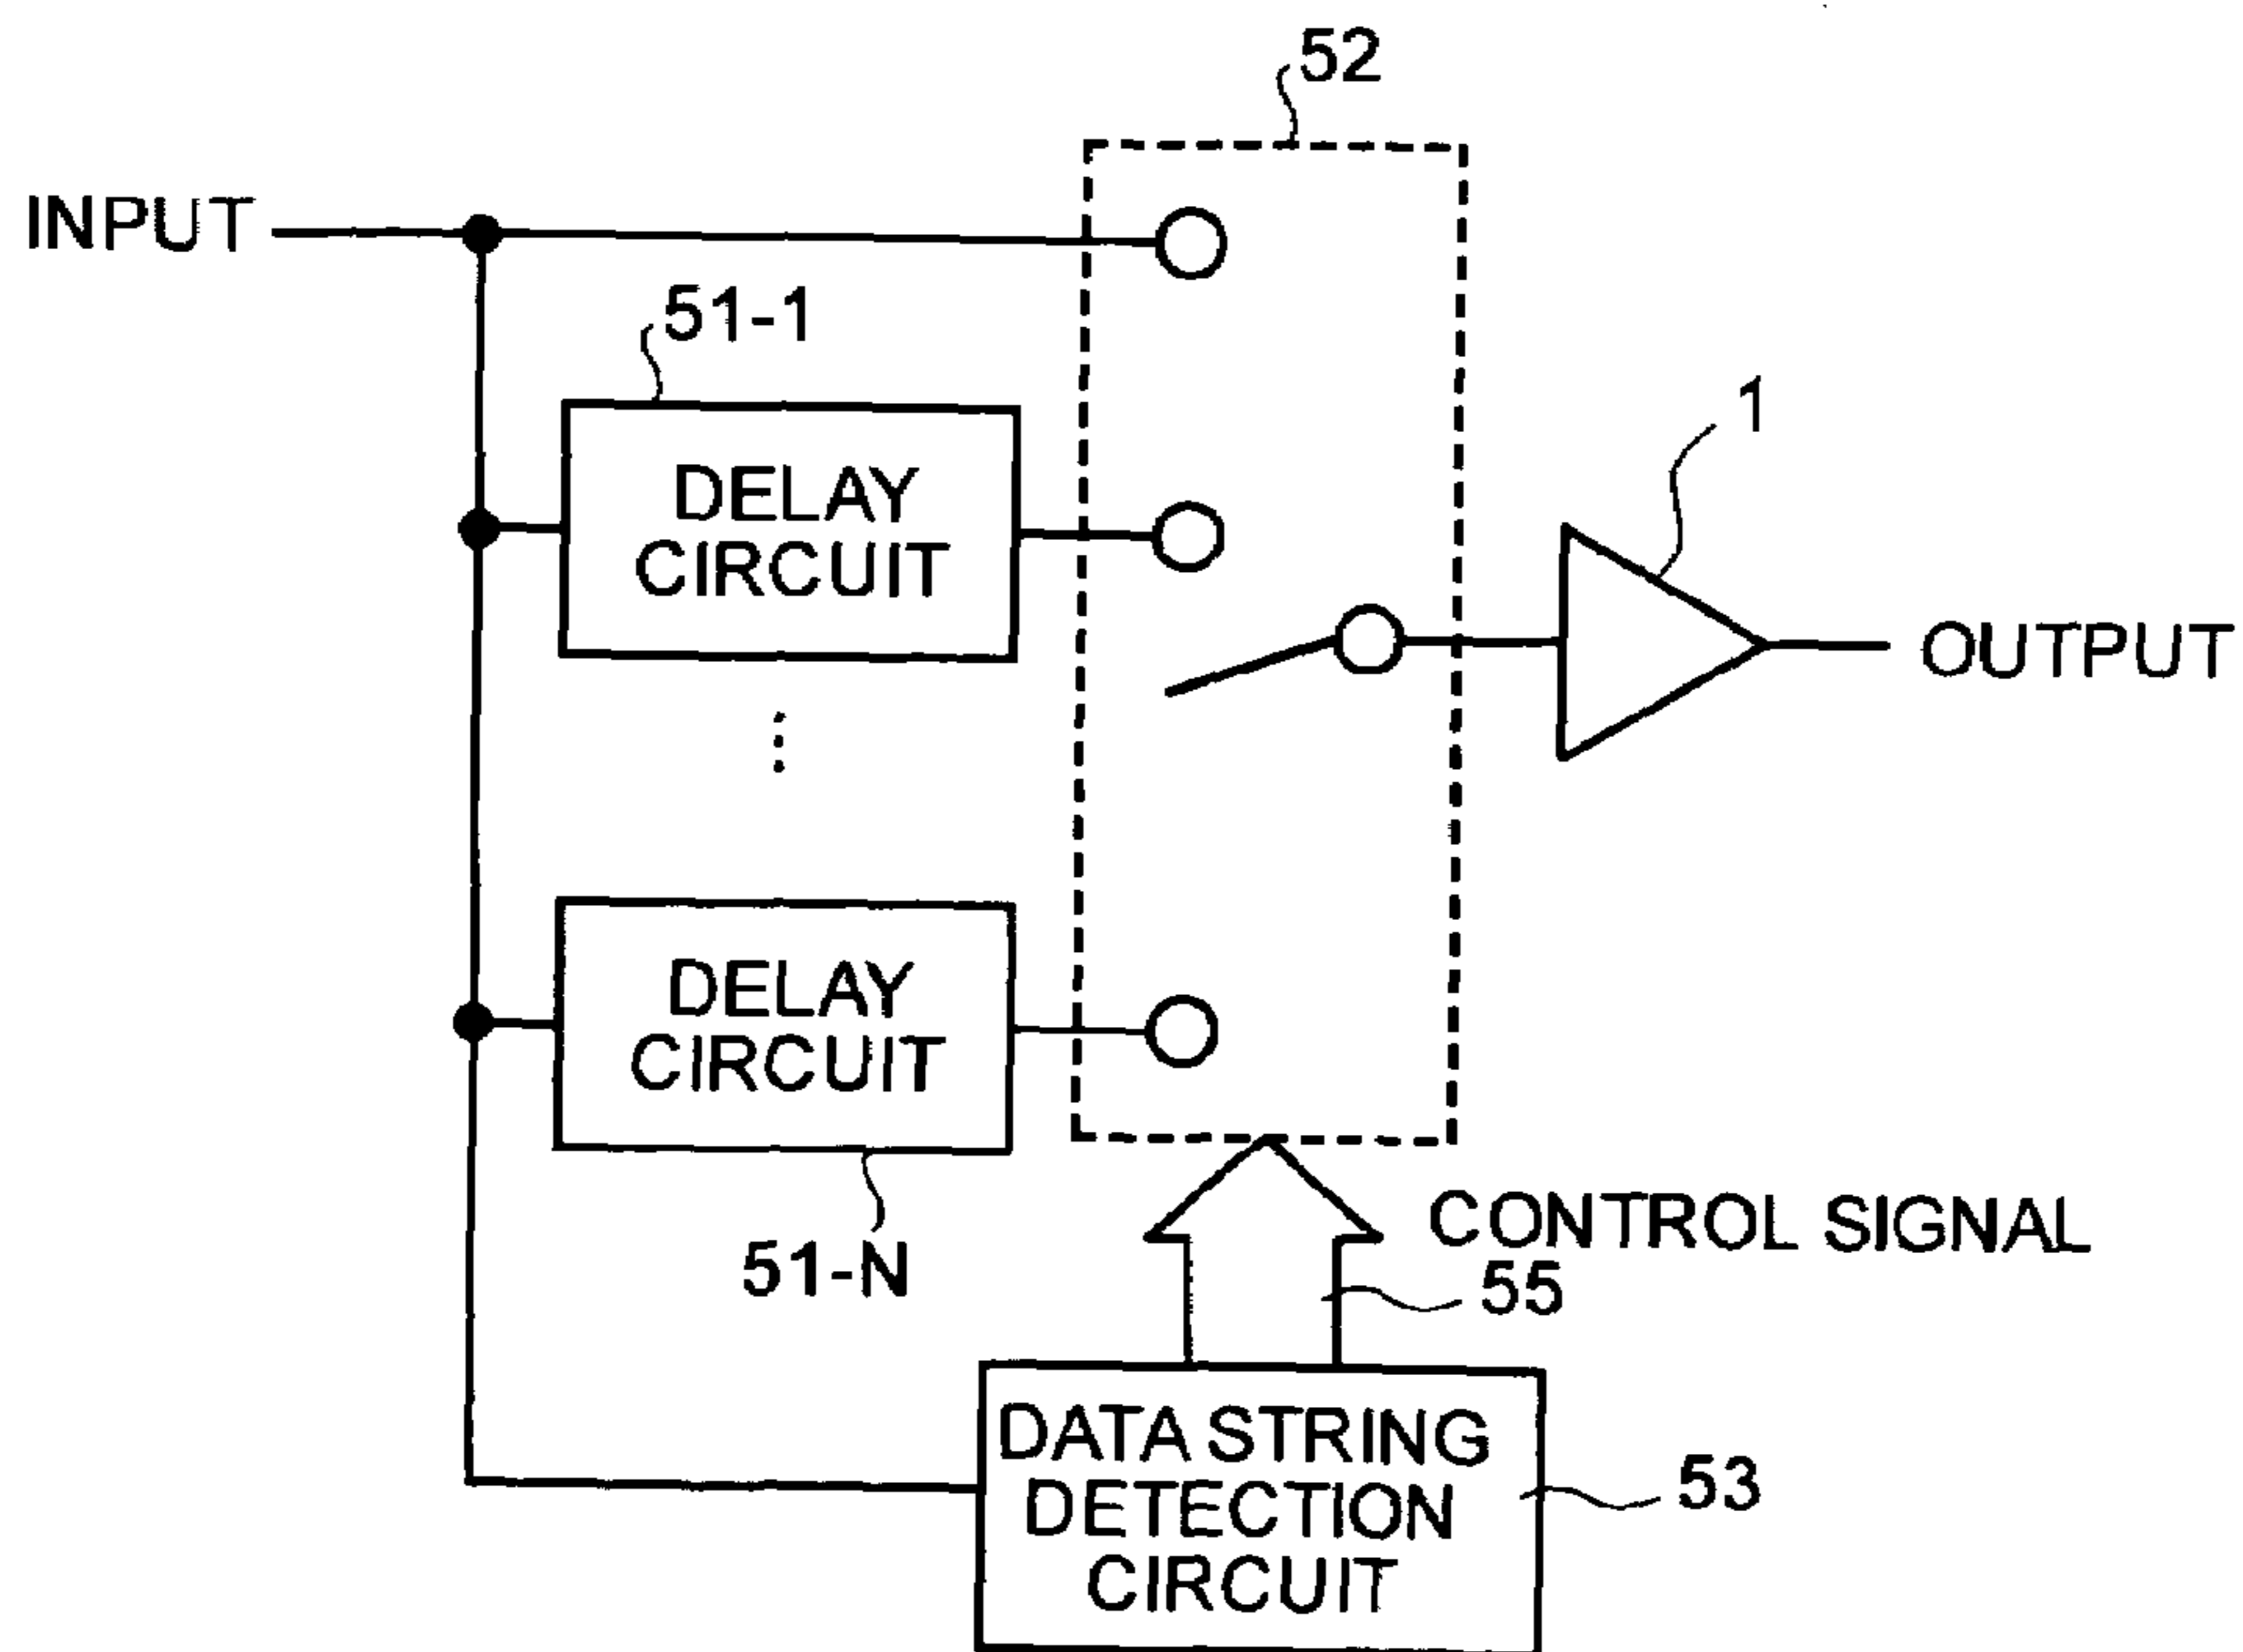 52
INPUT
51-1
DELAY
CIRCUIT
1
OUTPUT
DELAY
CIRCUIT
51-N
CONTROL SIGNAL
55
DATA STRING
DETECTION
CIRCUIT
53